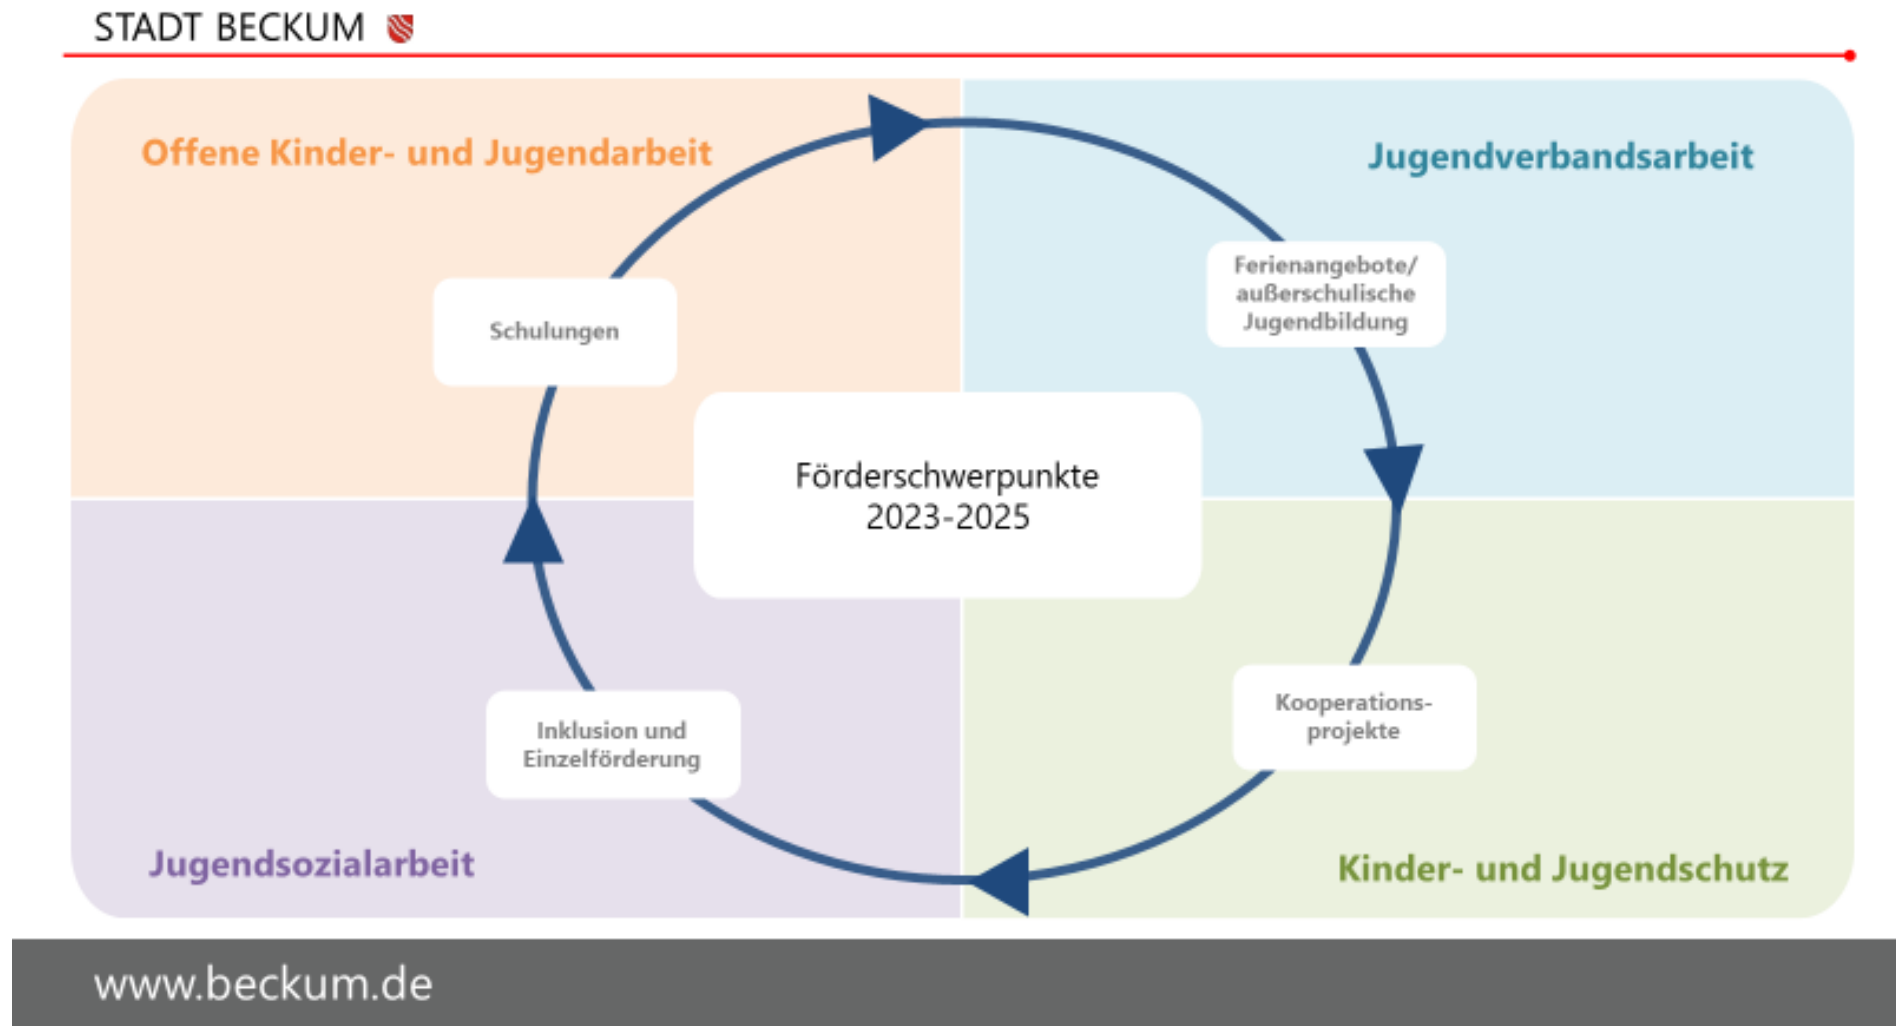 STADT BECKUM
Offene Kinder- und Jugendarbeit
Jugendverbandsarbeit
Ferienangebote/
außerschulische
Jugendbildung
Schulungen
Förderschwerpunkte
2023-2025
Inklusion und
Einzelförderung
Kooperations-
projekte
Jugendsozialarbeit
Kinder- und Jugendschutz
www.beckum.de